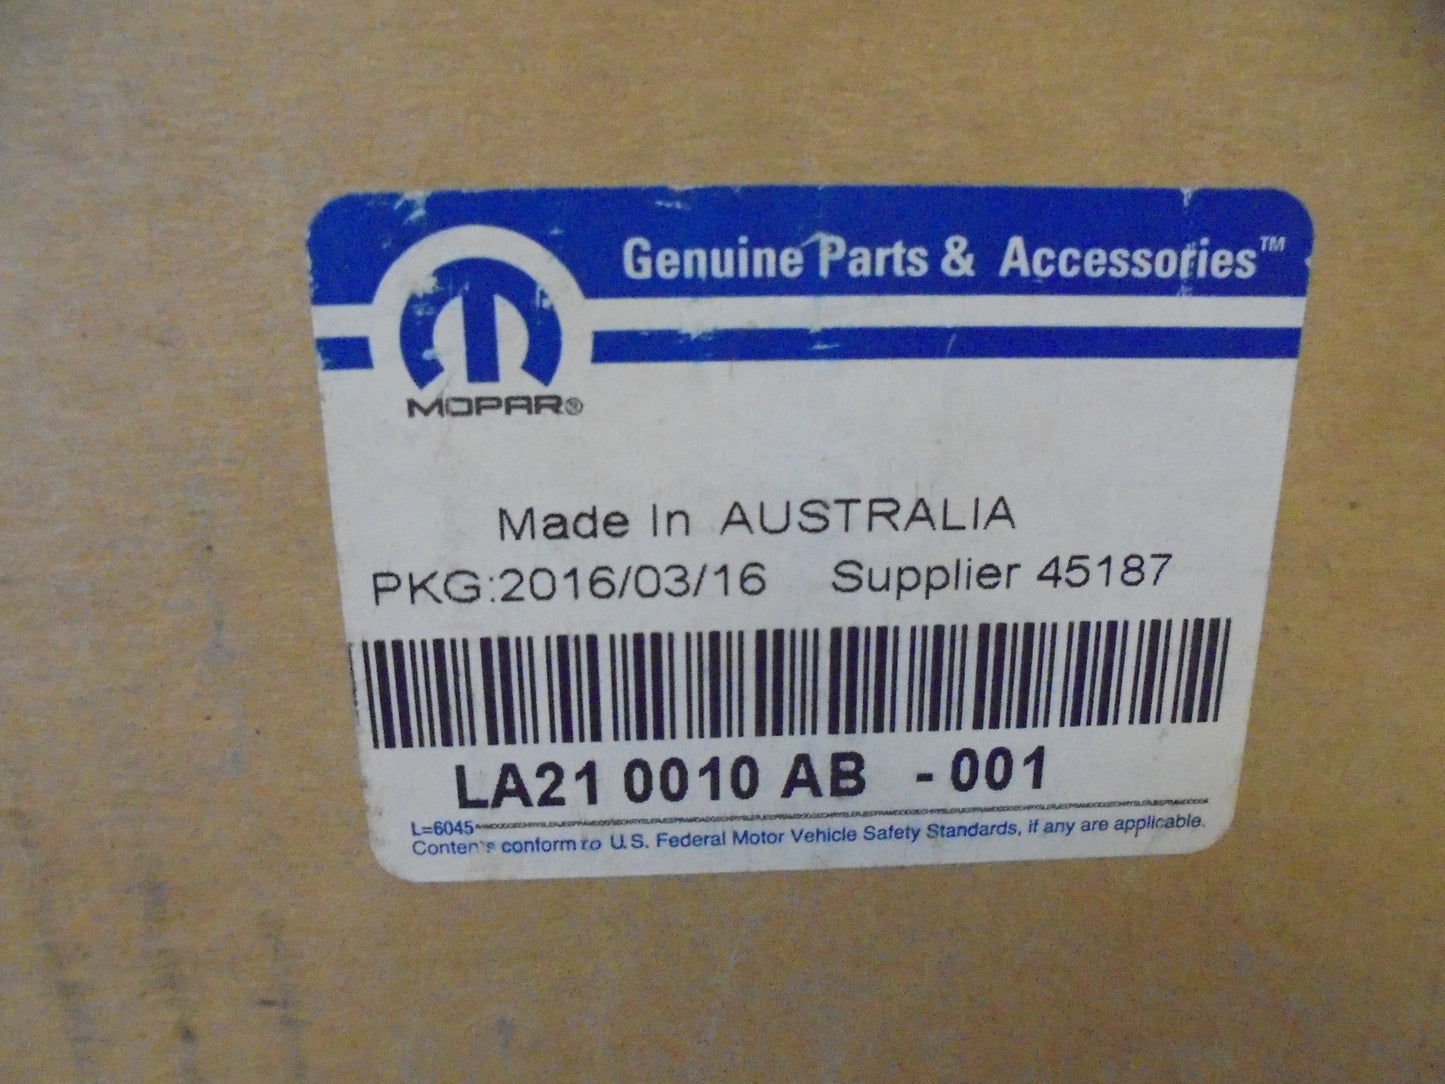 Genuine Parts & Accessories™
MOPAR®
Made In AUSTRALIA
PKG:2016/03/16 Supplier 45187
LA21 0010 AB - 001
L=6045
Contents conform to U.S. Federal Motor Vehicle Safety Standards, if any are applicable.